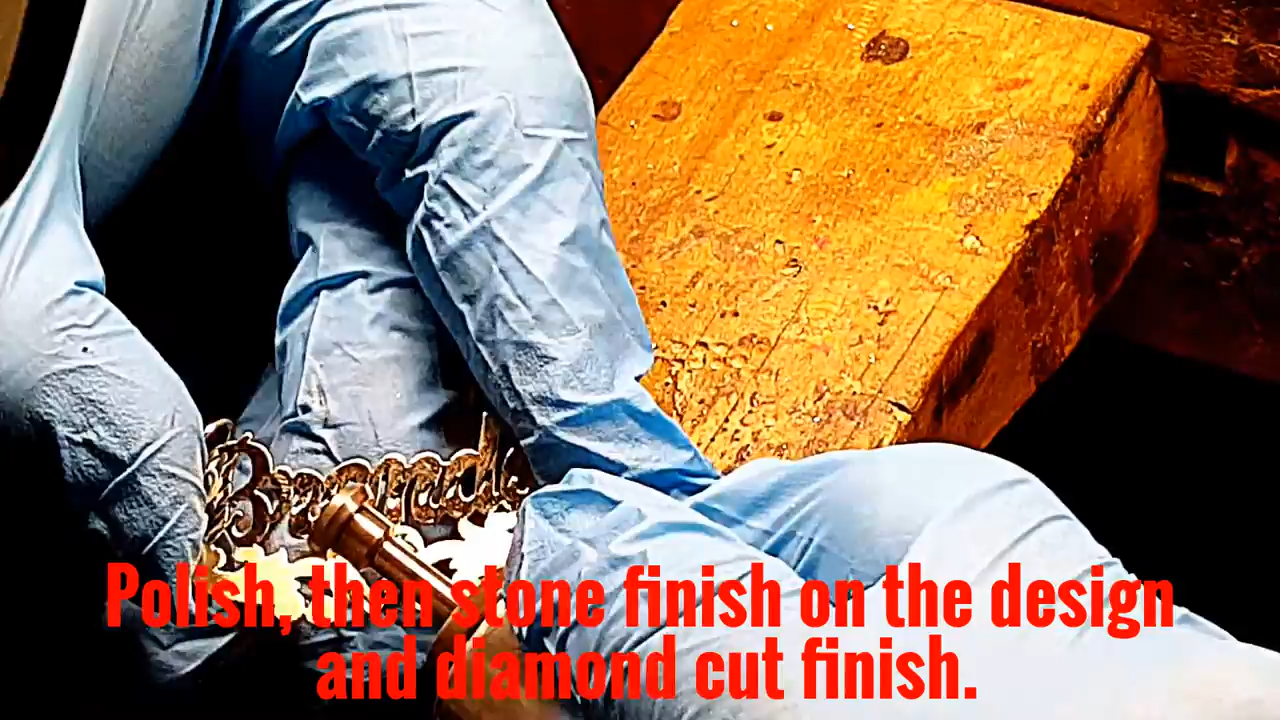 Polish, then stone finish on the design
and diamond cut finish.